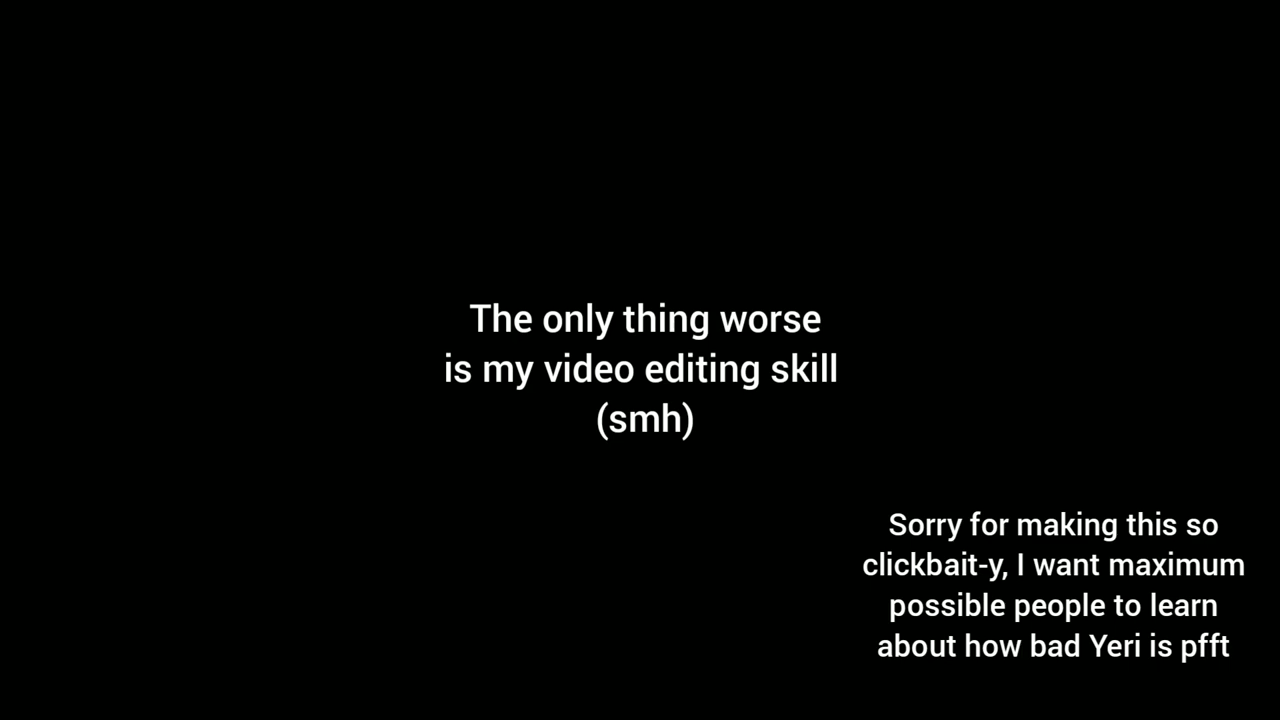 The only thing worse
is my video editing skill
(smh)
Sorry for making this so
clickbait-y, I want maximum
possible people to learn
about how bad Yeri is pfft